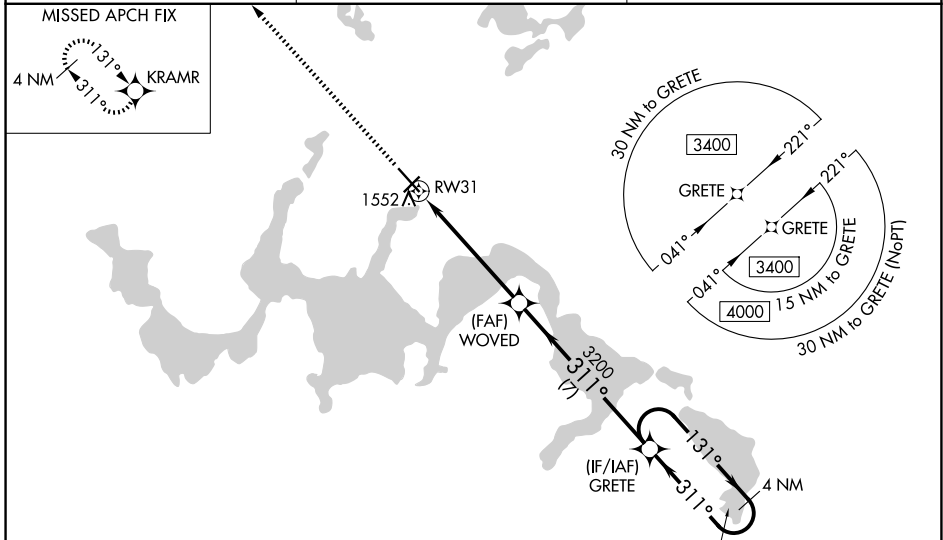 MISSED APCH FIX
131°
4 NM
KRAMR
311°
30 NM to GRETE
3400
221°
GRETE
041°
221°
GRETE
041°
3400
15 NM to GRETE
4000
30 NM to GRETE (NoPT)
RW31
1552
(FAF)
WOVED
3200
311°
(7)
131°
(IF/IAF)
GRETE
311°
4 NM